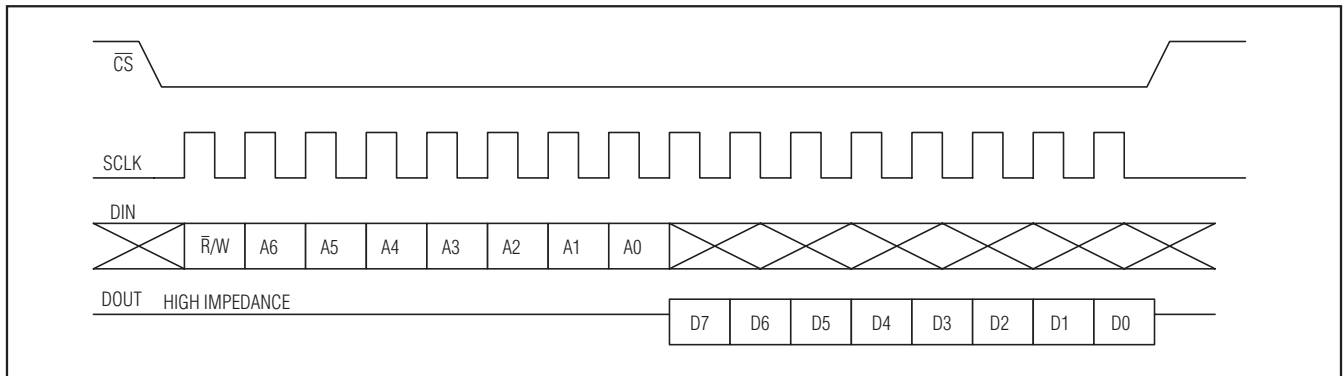 C̅S̅
SCLK
DIN
R̅/W A6 A5 A4 A3 A2 A1 A0
DOUT HIGH IMPEDANCE
D7 D6 D5 D4 D3 D2 D1 D0